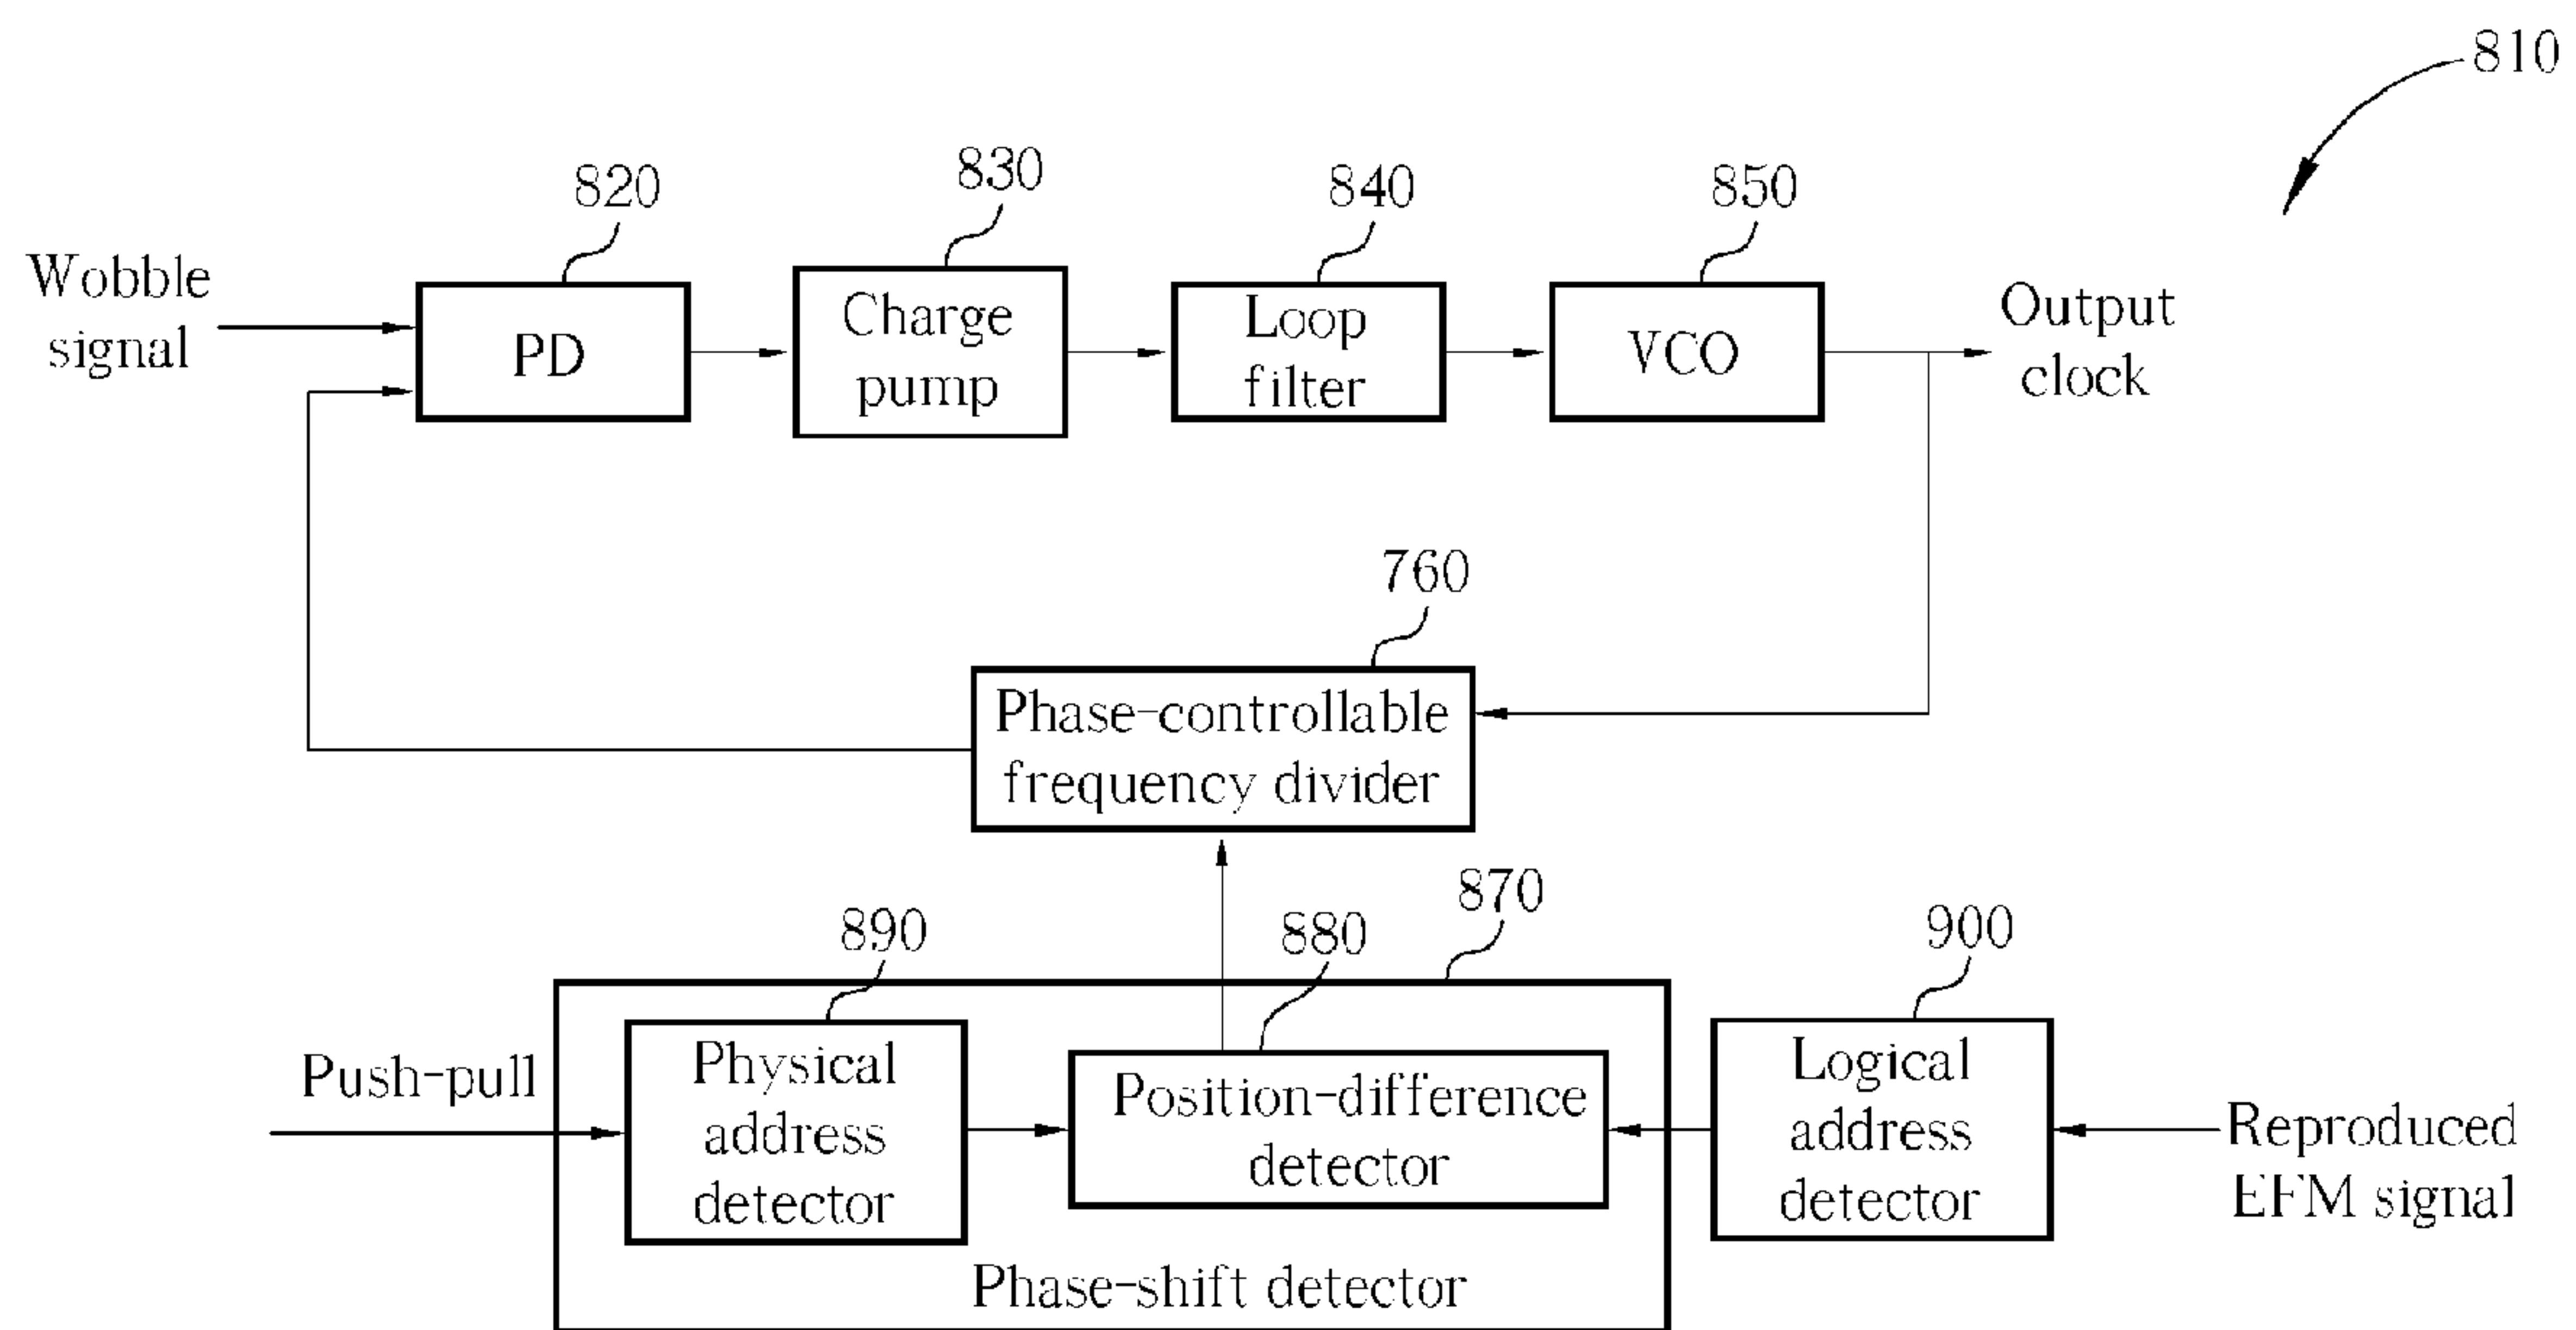 810
820
830
840
850
Wobble
signal
PD
Charge
pump
Loop
filter
VCO
Output
clock
760
Phase-controllable
frequency divider
870
890
880
900
Push-pull
Physical
address
detector
Position-difference
detector
Logical
address
detector
Reproduced
EFM signal
Phase-shift detector